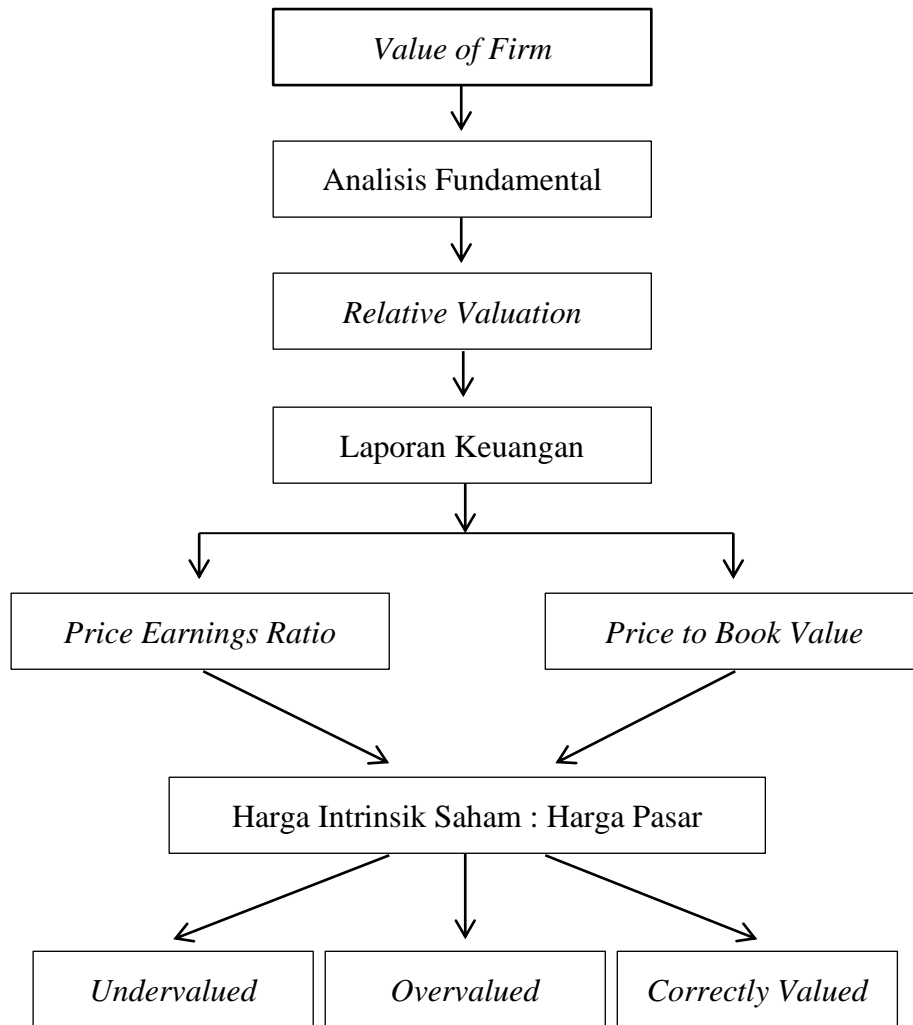 Value of Firm
Analisis Fundamental
Relative Valuation
Laporan Keuangan
Price Earnings Ratio
Price to Book Value
Harga Intrinsik Saham : Harga Pasar
Undervalued
Overvalued
Correctly Valued